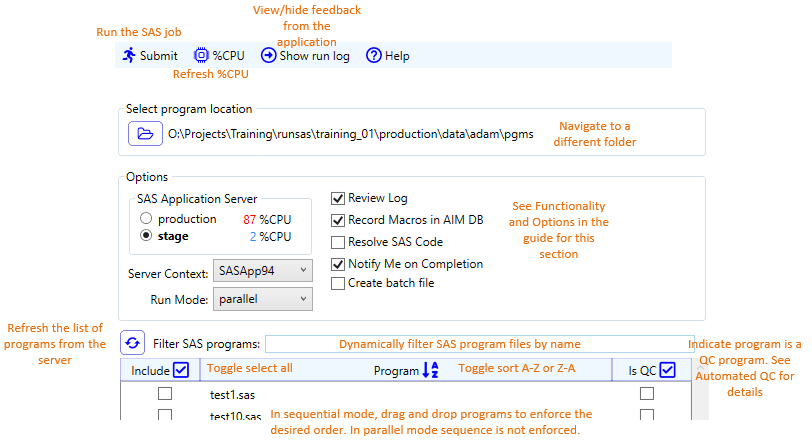 View/hide feedback
from the
application
Run the SAS job
Submit %CPU Show run log Help
Refresh %CPU
Select program location
O:\Projects\Training\runsas\training_01\production\data\adam\pgms
Navigate to a
different folder
Options
SAS Application Server
production 87 %CPU
stage 2 %CPU
Server Context: SASApp94
Run Mode: parallel
Review Log
Record Macros in AIM DB
Resolve SAS Code
Notify Me on Completion
Create batch file
See Functionality
and Options in the
guide for this
section
Refresh the list of
programs from the
server
Filter SAS programs: Dynamically filter SAS program files by name
Indicate program is a
QC program. See
Automated QC for
details
Include Toggle select all Program A Z Toggle sort A-Z or Z-A Is QC
test1.sas
test10.sas
In sequential mode, drag and drop programs to enforce the
desired order. In parallel mode sequence is not enforced.